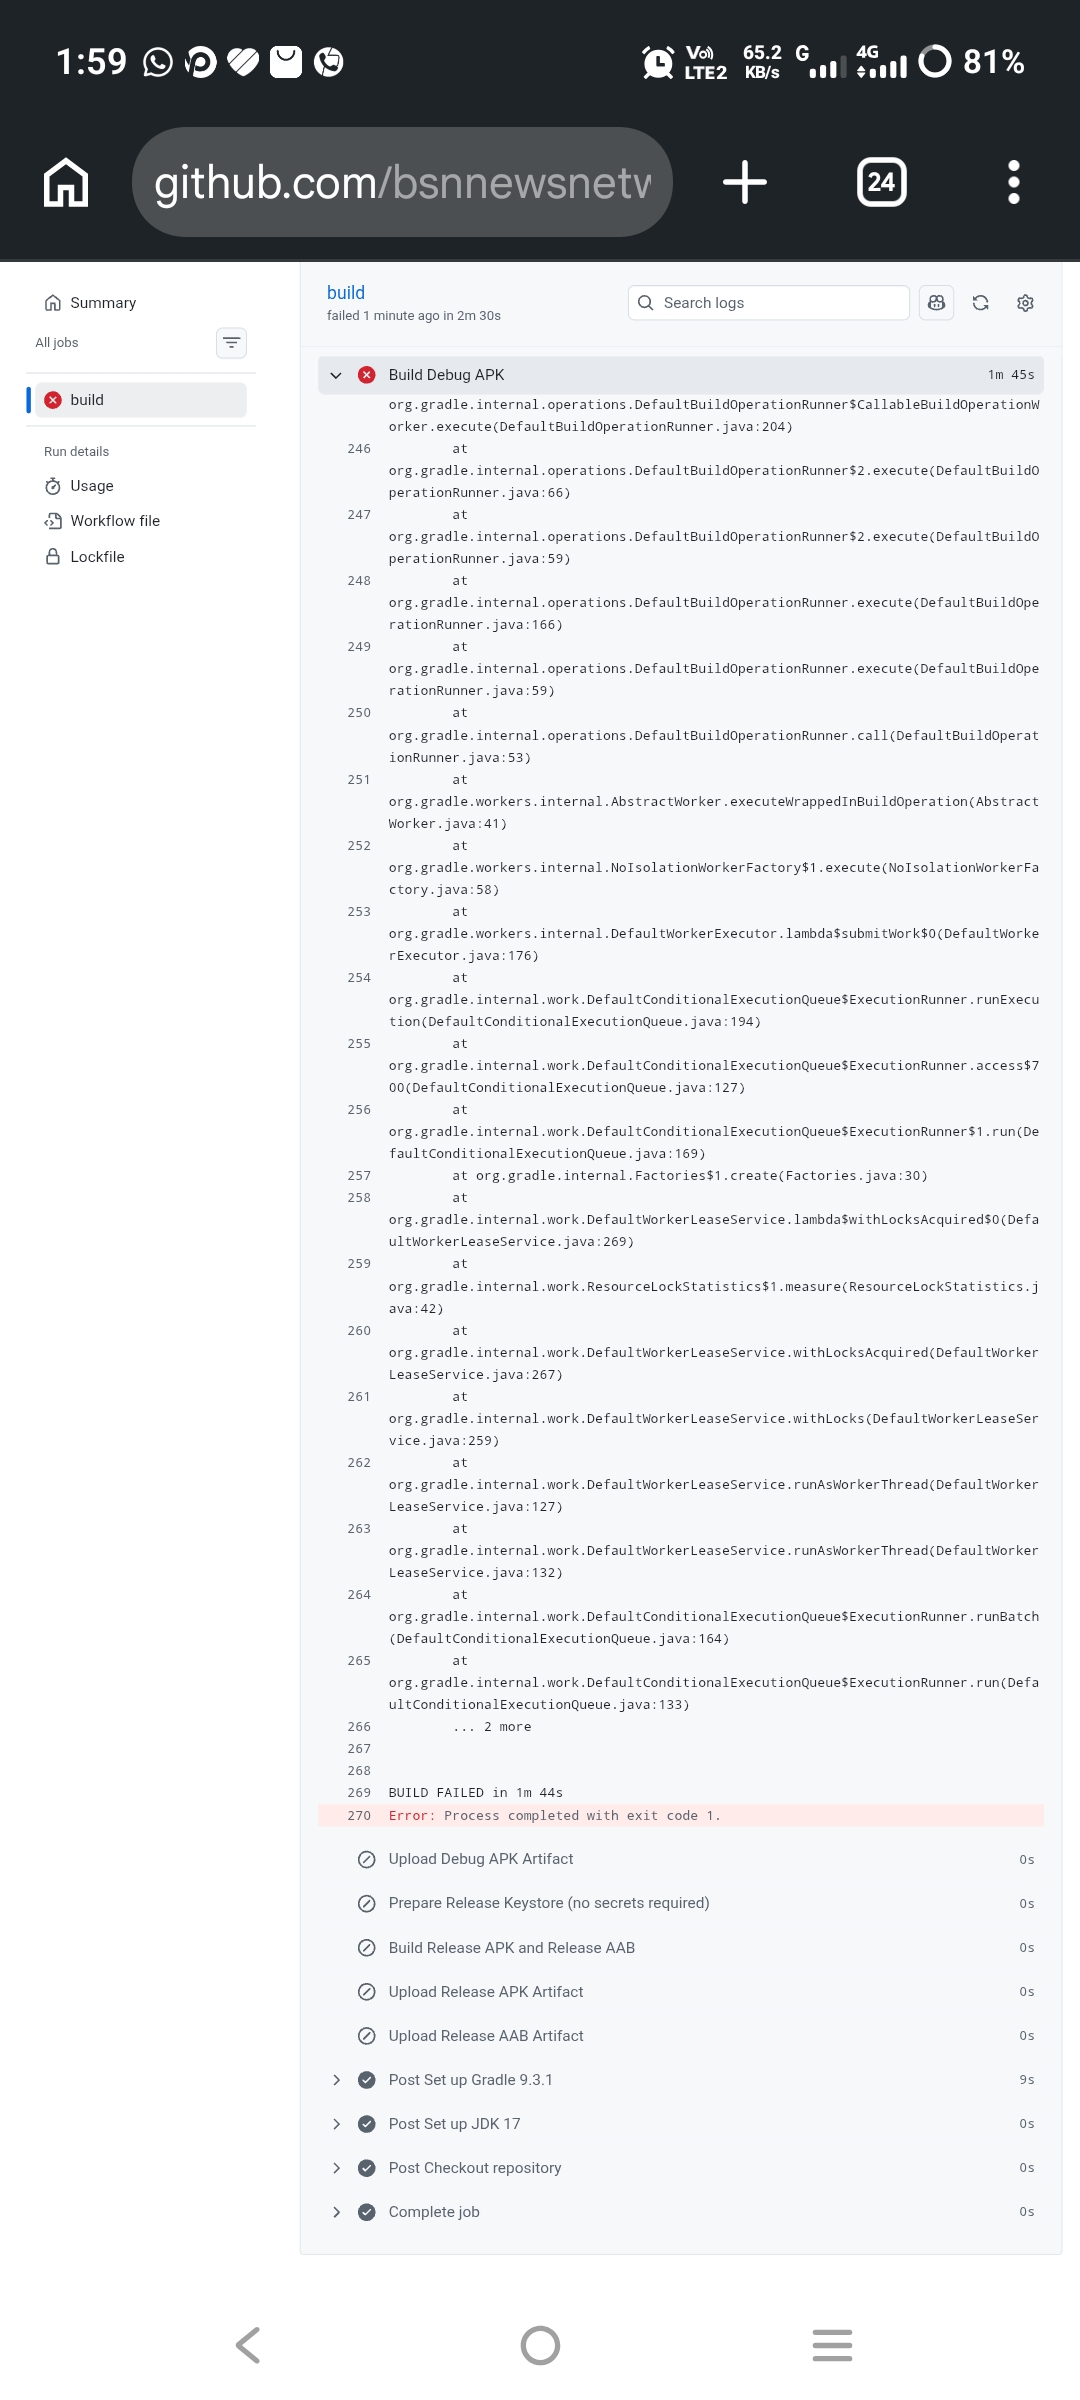 1:59
Vo)) LTE2
65.2 KB/s
G
4G
81%
github.com/bsnnewsnetw
24
Summary
All jobs
build
Run details
Usage
Workflow file
Lockfile
build
failed 1 minute ago in 2m 30s
Search logs
Build Debug APK 1m 45s
org.gradle.internal.operations.DefaultBuildOperationRunner$CallableBuildOperationW
orker.execute(DefaultBuildOperationRunner.java:204)
246 at
org.gradle.internal.operations.DefaultBuildOperationRunner$2.execute(DefaultBuildO
perationRunner.java:66)
247 at
org.gradle.internal.operations.DefaultBuildOperationRunner$2.execute(DefaultBuildO
perationRunner.java:59)
248 at
org.gradle.internal.operations.DefaultBuildOperationRunner.execute(DefaultBuildOpe
rationRunner.java:166)
249 at
org.gradle.internal.operations.DefaultBuildOperationRunner.execute(DefaultBuildOpe
rationRunner.java:59)
250 at
org.gradle.internal.operations.DefaultBuildOperationRunner.call(DefaultBuildOperat
ionRunner.java:53)
251 at
org.gradle.workers.internal.AbstractWorker.executeWrappedInBuildOperation(Abstract
Worker.java:41)
252 at
org.gradle.workers.internal.NoIsolationWorkerFactory$1.execute(NoIsolationWorkerFa
ctory.java:58)
253 at
org.gradle.workers.internal.DefaultWorkerExecutor.lambda$submitWork$0(DefaultWorke
rExecutor.java:176)
254 at
org.gradle.internal.work.DefaultConditionalExecutionQueue$ExecutionRunner.runExecu
tion(DefaultConditionalExecutionQueue.java:194)
255 at
org.gradle.internal.work.DefaultConditionalExecutionQueue$ExecutionRunner.access$7
00(DefaultConditionalExecutionQueue.java:127)
256 at
org.gradle.internal.work.DefaultConditionalExecutionQueue$ExecutionRunner$1.run(De
faultConditionalExecutionQueue.java:169)
257 at org.gradle.internal.Factories$1.create(Factories.java:30)
258 at
org.gradle.internal.work.DefaultWorkerLeaseService.lambda$withLocksAcquired$0(Defa
ultWorkerLeaseService.java:269)
259 at
org.gradle.internal.work.ResourceLockStatistics$1.measure(ResourceLockStatistics.j
ava:42)
260 at
org.gradle.internal.work.DefaultWorkerLeaseService.withLocksAcquired(DefaultWorker
LeaseService.java:267)
261 at
org.gradle.internal.work.DefaultWorkerLeaseService.withLocks(DefaultWorkerLeaseSer
vice.java:259)
262 at
org.gradle.internal.work.DefaultWorkerLeaseService.runAsWorkerThread(DefaultWorker
LeaseService.java:127)
263 at
org.gradle.internal.work.DefaultWorkerLeaseService.runAsWorkerThread(DefaultWorker
LeaseService.java:132)
264 at
org.gradle.internal.work.DefaultConditionalExecutionQueue$ExecutionRunner.runBatch
(DefaultConditionalExecutionQueue.java:164)
265 at
org.gradle.internal.work.DefaultConditionalExecutionQueue$ExecutionRunner.run(Defa
ultConditionalExecutionQueue.java:133)
266 ... 2 more
267
268
269 BUILD FAILED in 1m 44s
270 Error: Process completed with exit code 1.
Upload Debug APK Artifact 0s
Prepare Release Keystore (no secrets required) 0s
Build Release APK and Release AAB 0s
Upload Release APK Artifact 0s
Upload Release AAB Artifact 0s
Post Set up Gradle 9.3.1 9s
Post Set up JDK 17 0s
Post Checkout repository 0s
Complete job 0s